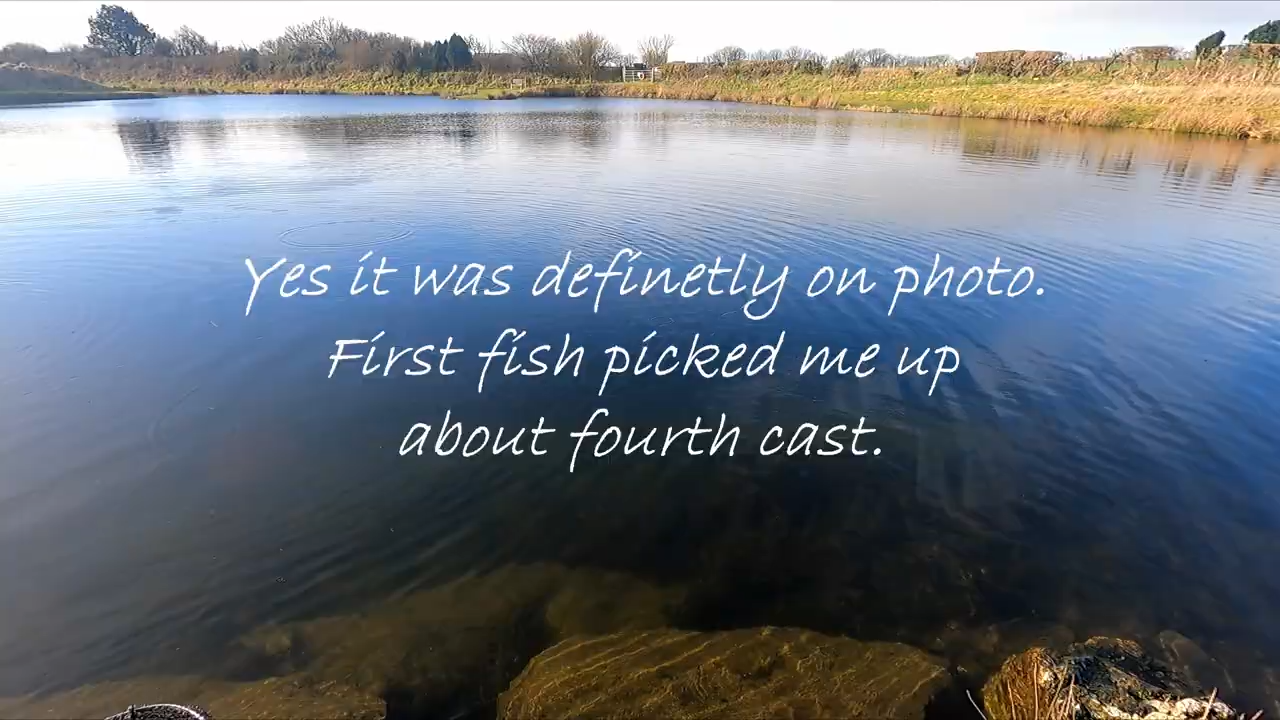 Yes it was definetly on photo.
First fish picked me up
about fourth cast.